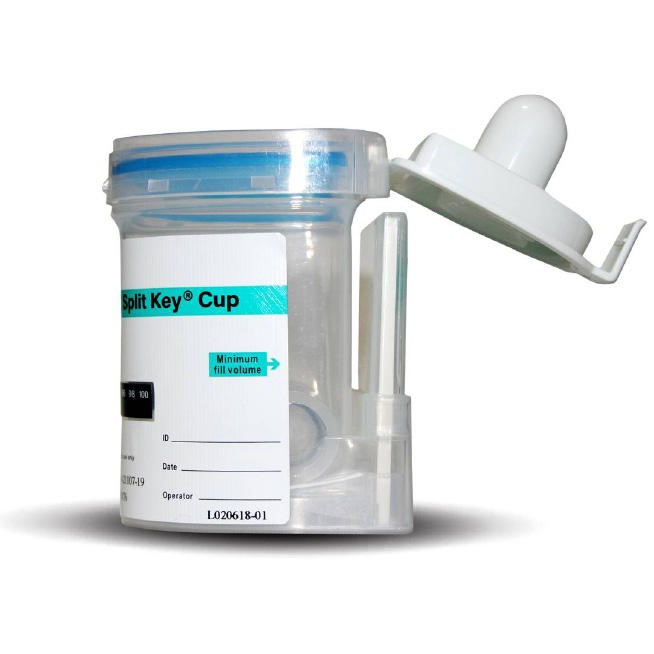 Split Key® Cup
Minimum
fill volume
98 100
ID
Date
Operator
L020618-01